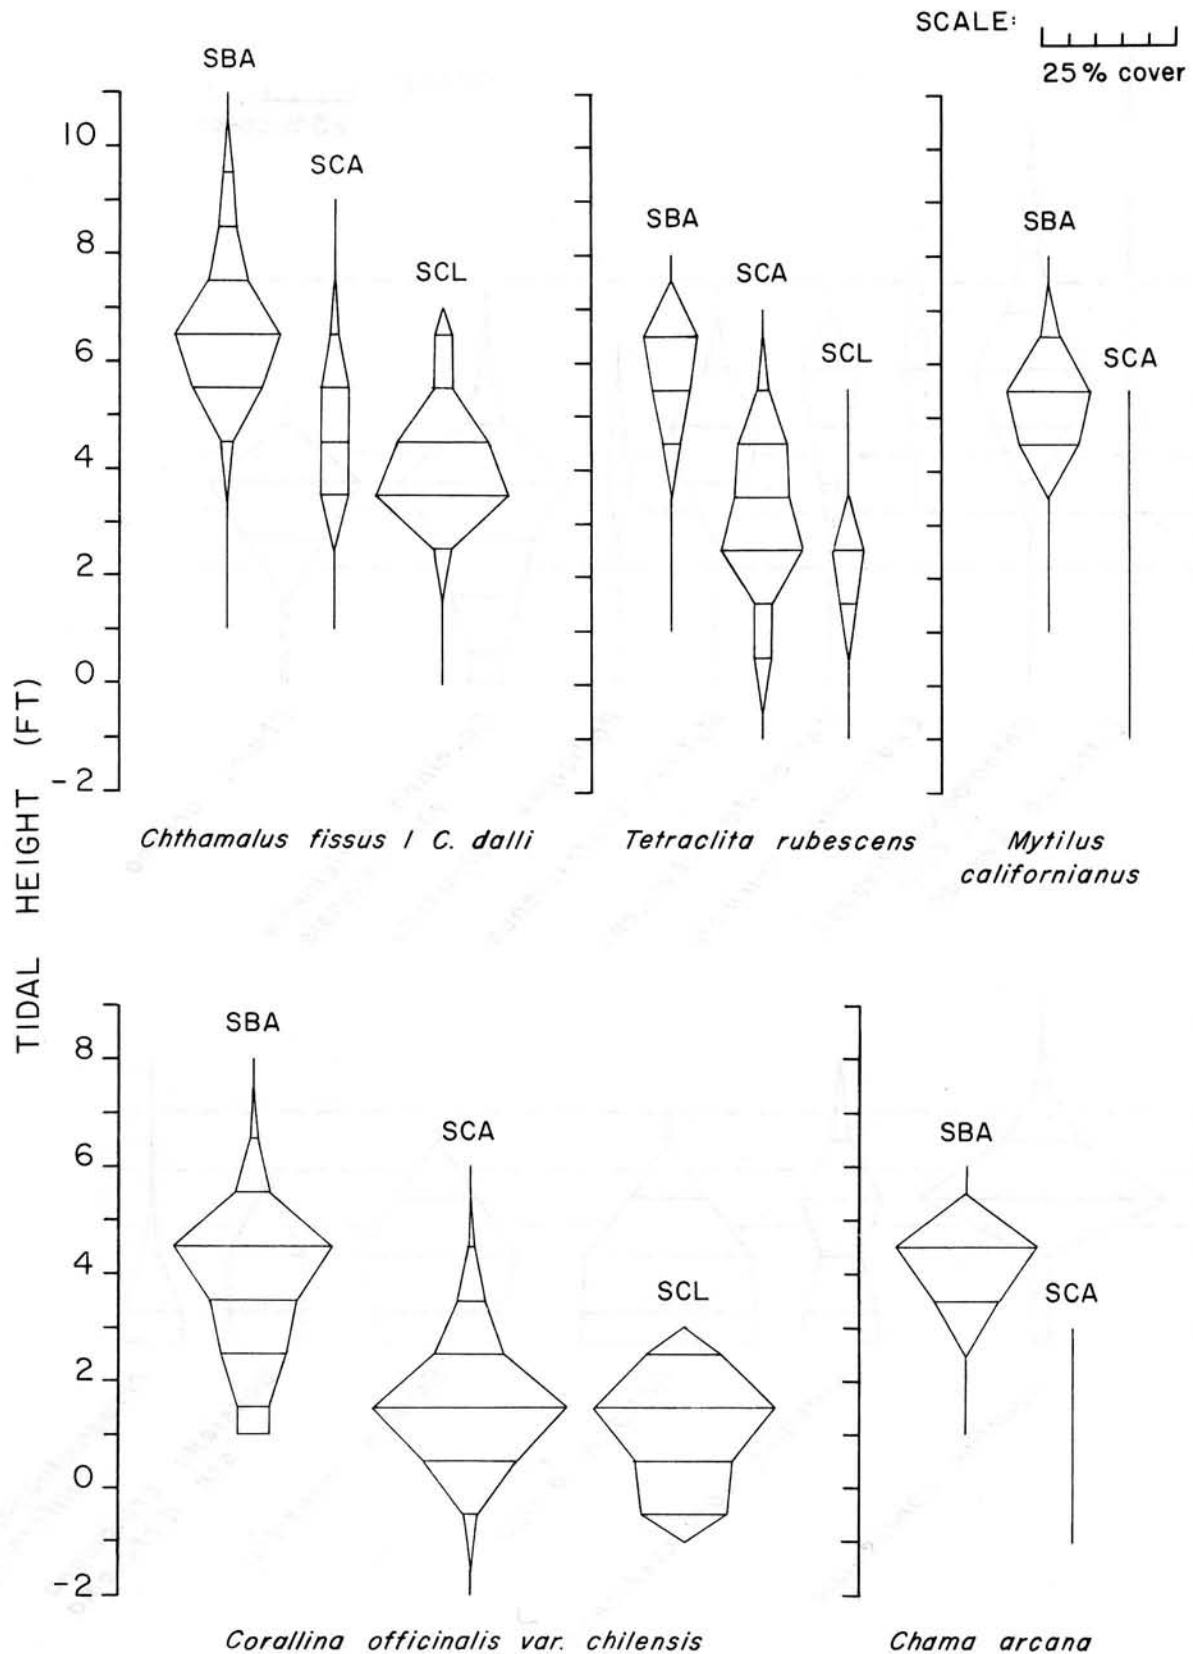 SCALE:
25% cover
SBA
SCA
SCL
SBA
SCA
SCL
SBA
SCA
10
8
6
4
2
0
-2
TIDAL HEIGHT (FT)
Chthamalus fissus / C. dalli
Tetraclita rubescens
Mytilus
californianus
SBA
SCA
SCL
SBA
SCA
8
6
4
2
0
-2
Corallina officinalis var. chilensis
Chama arcana